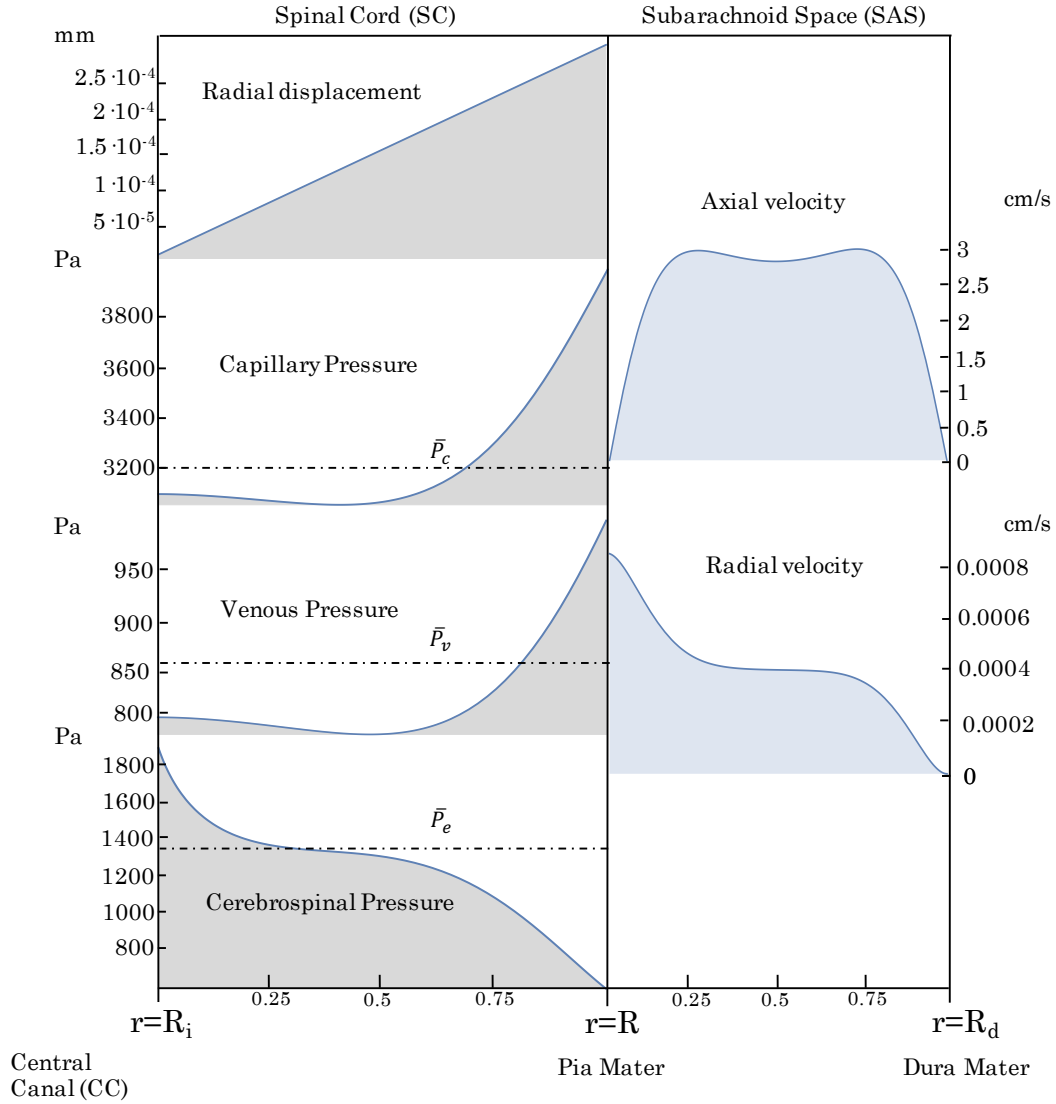 Spinal Cord (SC)
Subarachnoid Space (SAS)
mm
2.5·10-4
2·10-4
1.5·10-4
1·10-4
5·10-5
Radial displacement
Pa
3800
3600
3400
3200
Capillary Pressure
P̄c
Pa
950
900
850
800
Venous Pressure
P̄v
Pa
1800
1600
1400
1200
1000
800
P̄e
Cerebrospinal Pressure
Axial velocity
cm/s
3
2.5
2
1.5
1
0.5
0
cm/s
Radial velocity
0.0008
0.0006
0.0004
0.0002
0
0.25
0.5
0.75
0.25
0.5
0.75
r=Ri
r=R
r=Rd
Central
Canal (CC)
Pia Mater
Dura Mater